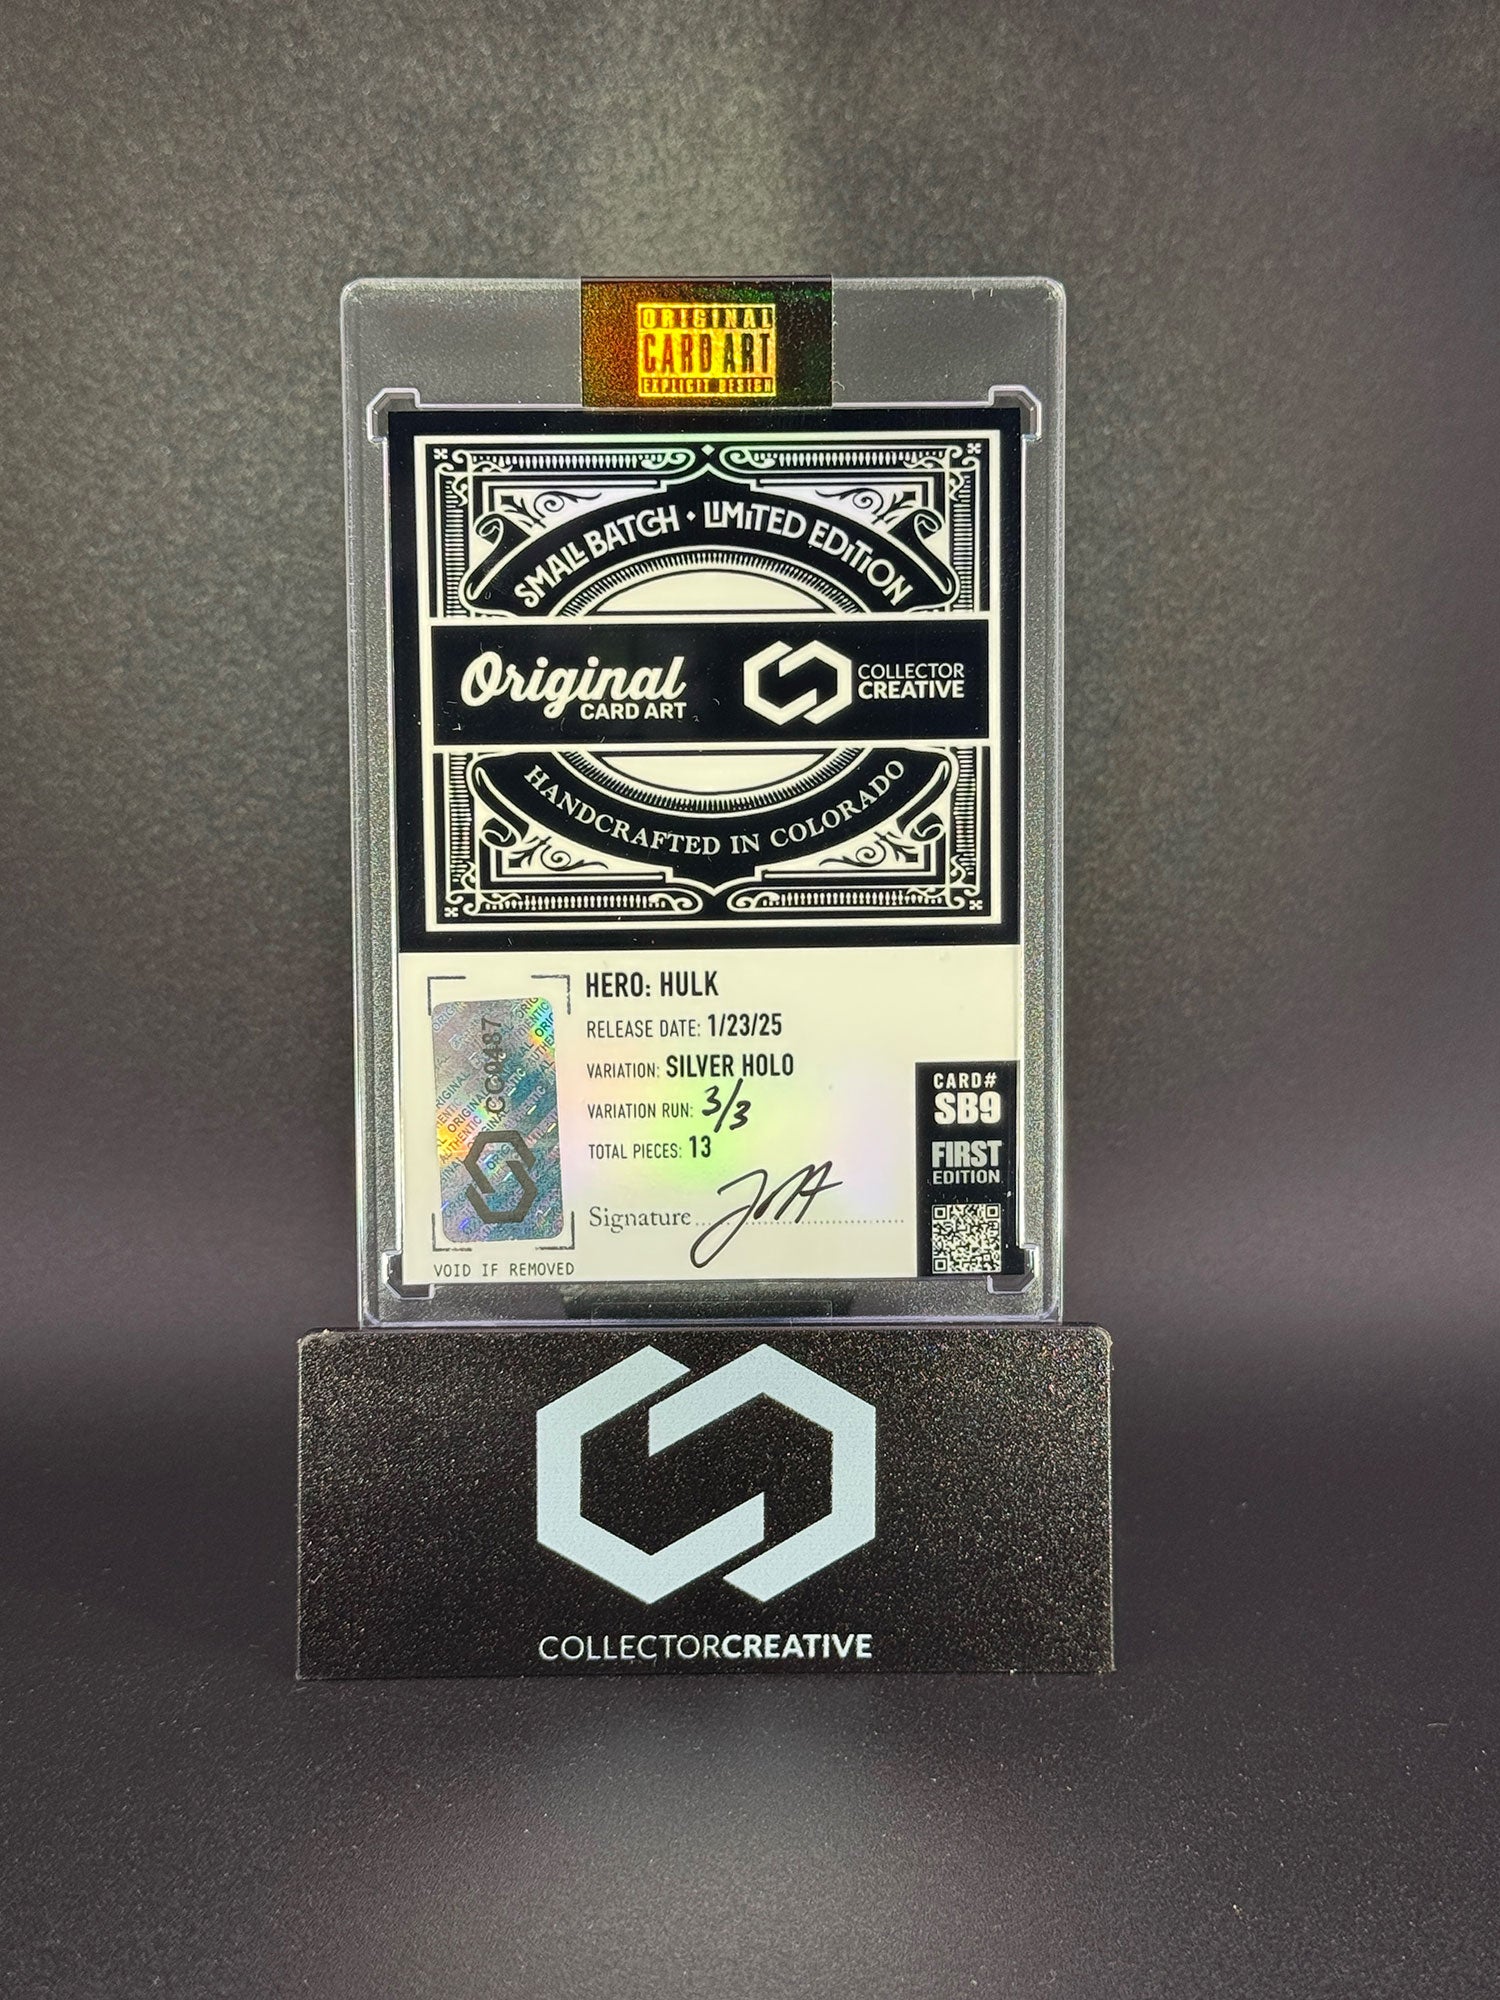 ORIGINAL
CARD ART
EXPLICIT DESIGN
SMALL BATCH • LIMITED EDITION
Original
CARD ART
COLLECTOR
CREATIVE
HANDCRAFTED IN COLORADO
HERO: HULK
RELEASE DATE: 1/23/25
VARIATION: SILVER HOLO
VARIATION RUN: 3/3
TOTAL PIECES: 13
Signature
VOID IF REMOVED
CARD#
SB9
FIRST
EDITION
COLLECTORCREATIVE